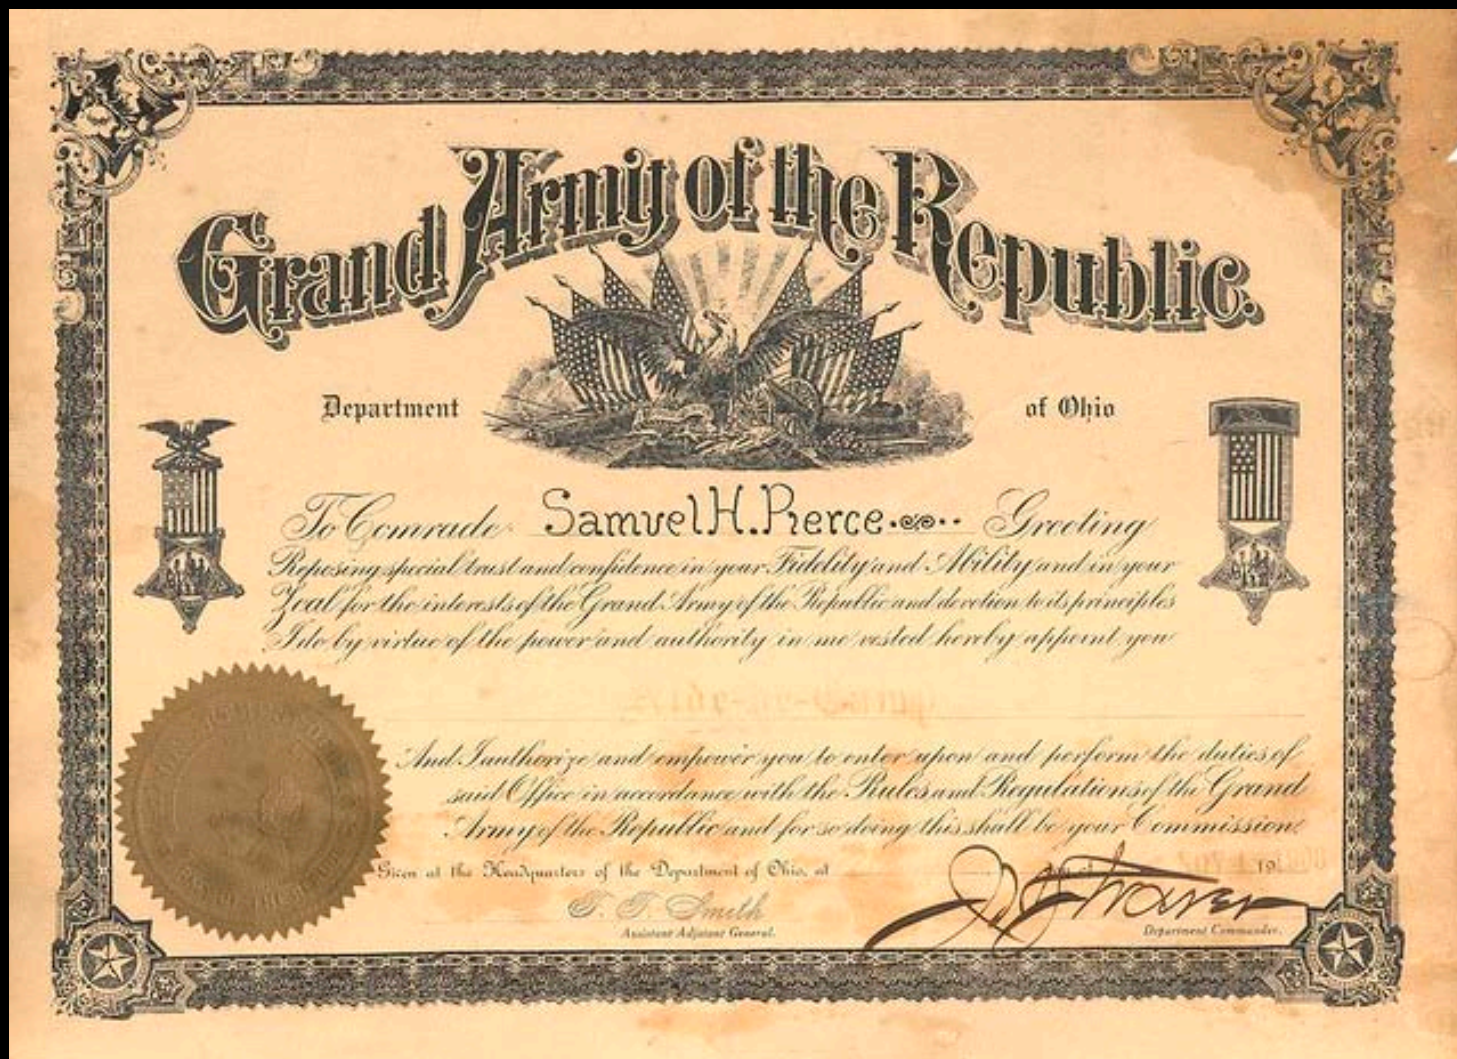 Grand Army of the Republic.
Department of Ohio
To Comrade Samuel H. Pierce Greeting
Reposing special trust and confidence in your Fidelity and Ability and in your
Zeal for the interests of the Grand Army of the Republic and devotion to its principles
I do by virtue of the power and authority in me vested hereby appoint you
Aide-de-Camp
And I authorize and empower you to enter upon and perform the duties of
said Office in accordance with the Rules and Regulations of the Grand
Army of the Republic and for so doing this shall be your Commission
Given at the Headquarters of the Department of Ohio, at 19
T. T. Smith
Assistant Adjutant General.
Department Commander.